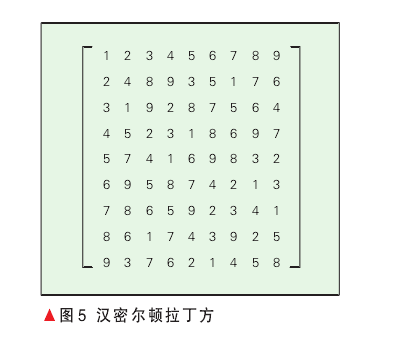 1 2 3 4 5 6 7 8 9
2 4 8 9 3 5 1 7 6
3 1 9 2 8 7 5 6 4
4 5 2 3 1 8 6 9 7
5 7 4 1 6 9 8 3 2
6 9 5 8 7 4 2 1 3
7 8 6 5 9 2 3 4 1
8 6 1 7 4 3 9 2 5
9 3 7 6 2 1 4 5 8
▲图5 汉密尔顿拉丁方